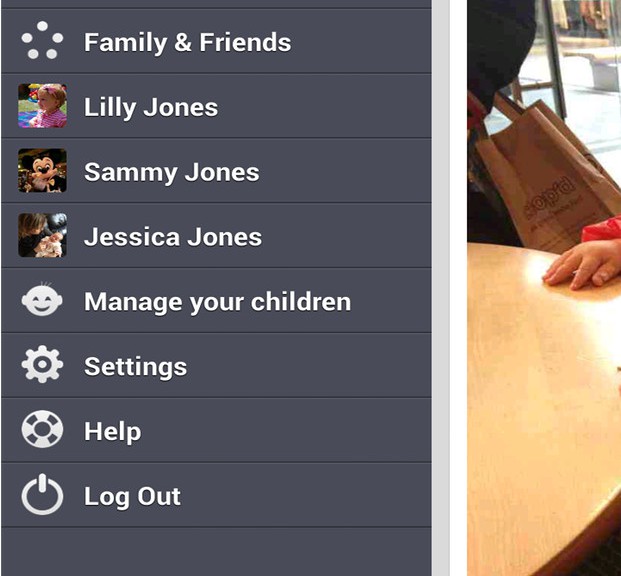 Family & Friends
Lilly Jones
Sammy Jones
Jessica Jones
Manage your children
Settings
Help
Log Out